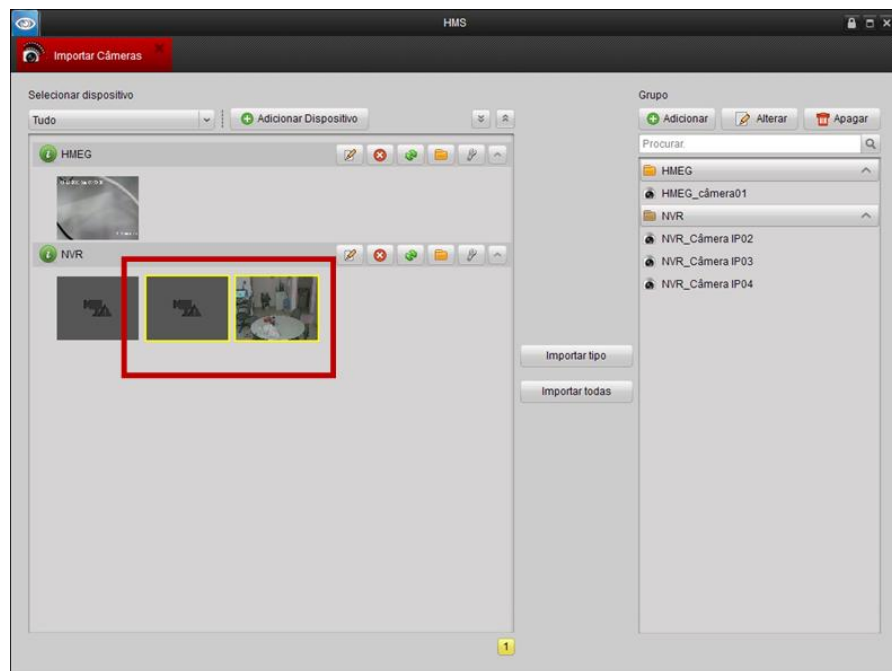 HMS
Importar Câmeras
Selecionar dispositivo
Tudo
Adicionar Dispositivo
HMEG
NVR
1
Importar tipo
Importar todas
Grupo
Adicionar Alterar Apagar
Procurar.
HMEG
HMEG_câmera01
NVR
NVR_Câmera IP02
NVR_Câmera IP03
NVR_Câmera IP04